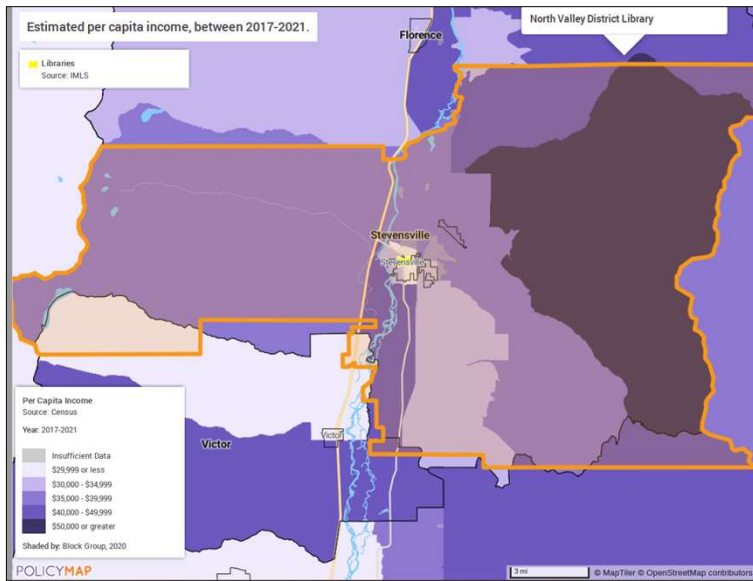 Estimated per capita income, between 2017-2021.
North Valley District Library
Libraries
Source: IMLS
Florence
Stevensville
Stevensville
Victor
Victor
Per Capita Income
Source: Census
Year: 2017-2021
Insufficient Data
$29,999 or less
$30,000 - $34,999
$35,000 - $39,999
$40,000 - $49,999
$50,000 or greater
Shaded by: Block Group, 2020
POLICYMAP
3 mi
© MapTiler © OpenStreetMap contributors